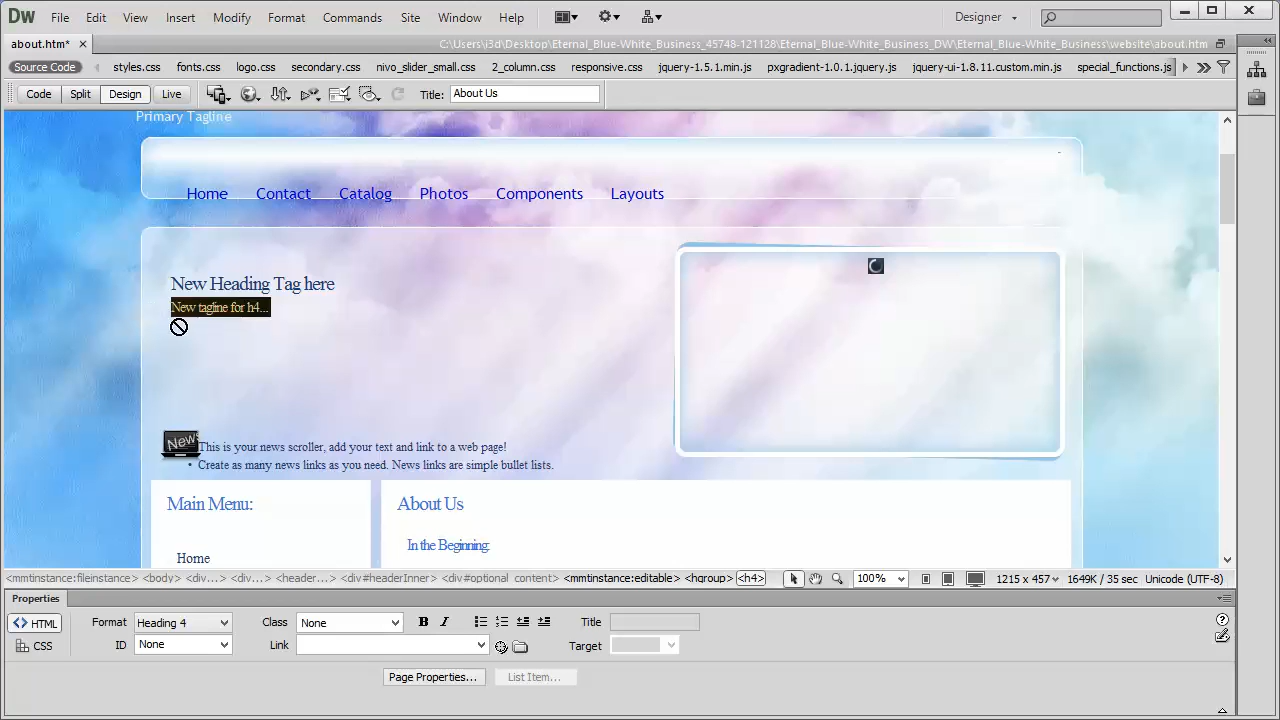 Dw File Edit View Insert Modify Format Commands Site Window Help Designer
about.htm* C:\Users\i3d\Desktop\Eternal_Blue-White_Business_45748-121128\Eternal_Blue-White_Business_DW\Eternal_Blue-White_Business\website\about.htm
Source Code styles.css fonts.css logo.css secondary.css nivo_slider_small.css 2_column.css responsive.css jquery-1.5.1.min.js pxgradient-1.0.1.jquery.js jquery-ui-1.8.11.custom.min.js special_functions.js
Code Split Design Live Title: About Us
Primary Tagline
Home Contact Catalog Photos Components Layouts
New Heading Tag here
New tagline for h4...
New
This is your news scroller, add your text and link to a web page!
• Create as many news links as you need. News links are simple bullet lists.
Main Menu: About Us
In the Beginning:
Home
<mmtinstance:fileinstance> <body> <div...> <div...> <header...> <div#headerInner> <div#optional_content> <mmtinstance:editable> <hgroup> <h4> 100% 1215 x 457 1649K / 35 sec Unicode (UTF-8)
Properties
<> HTML Format Heading 4 Class None B I Title
CSS ID None Link Target
Page Properties... List Item...